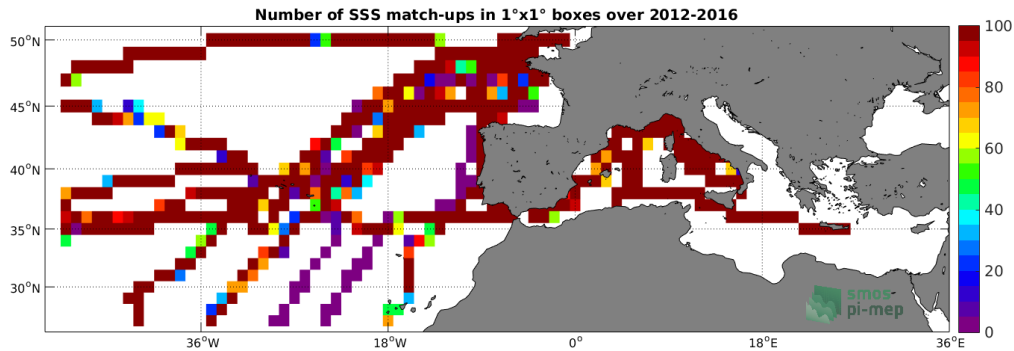 Number of SSS match-ups in 1°x1° boxes over 2012-2016
50°N
45°N
40°N
35°N
30°N
36°W
18°W
0°
18°E
36°E
100
80
60
40
20
0
smos
pi-mep